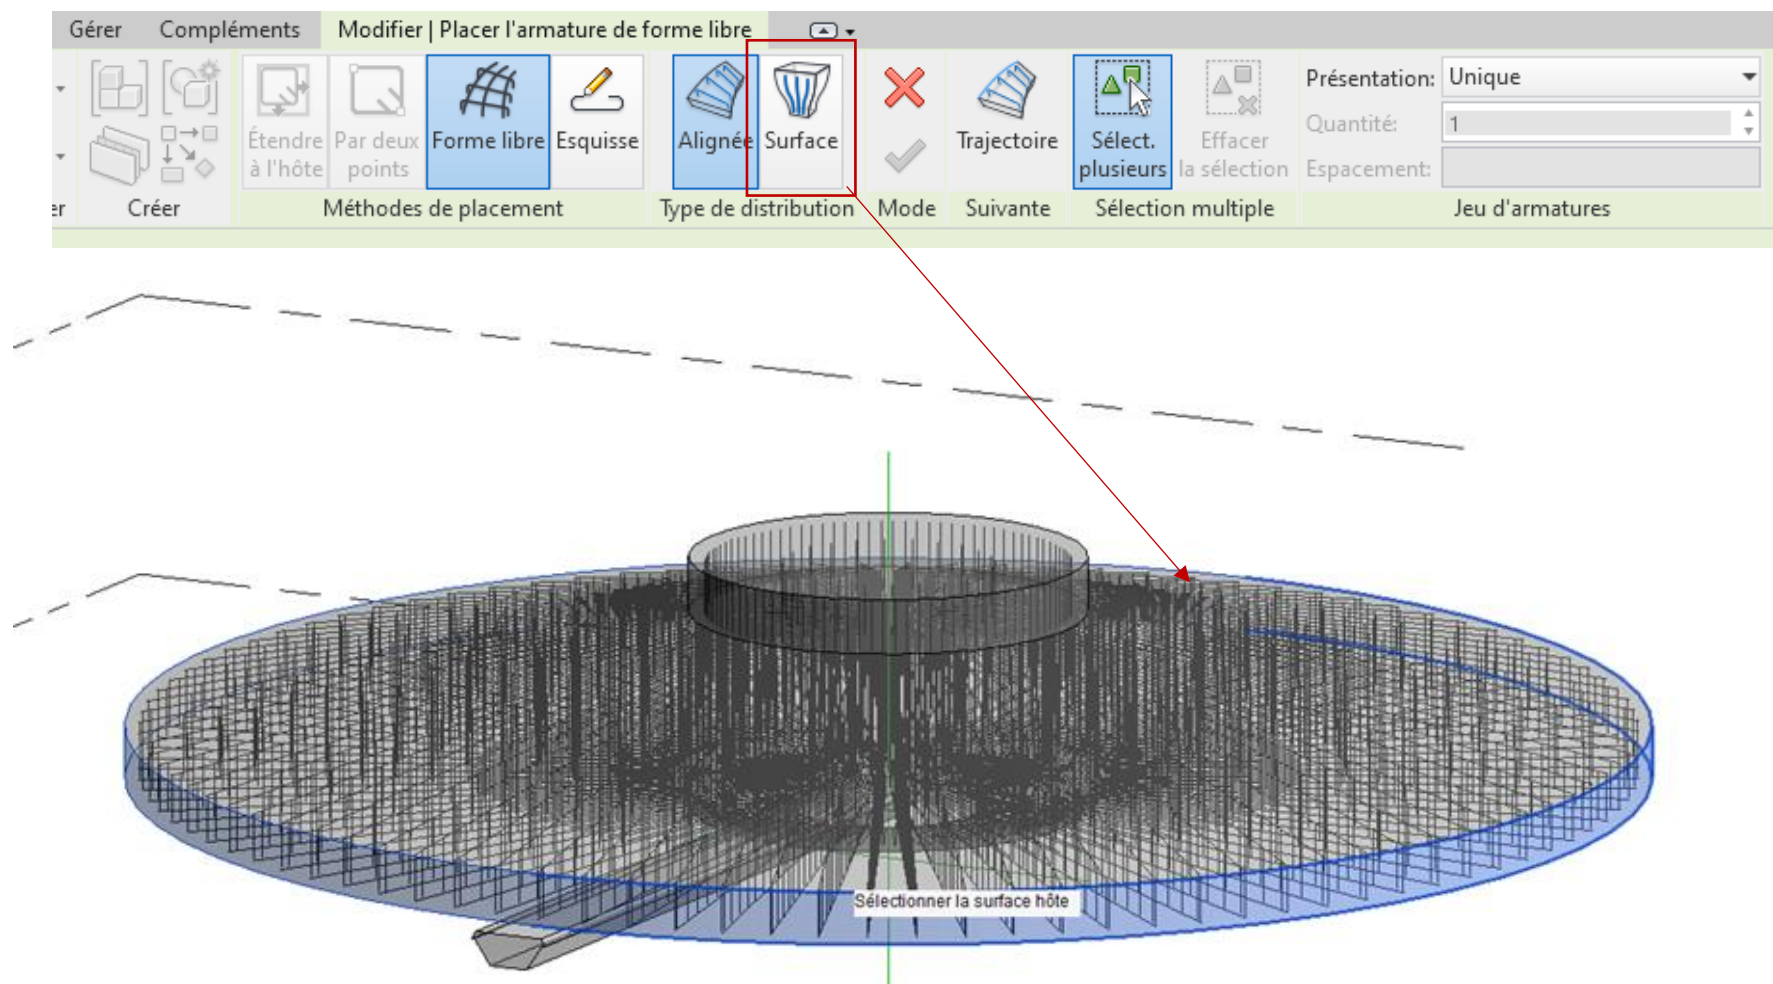 Gérer Compléments Modifier | Placer l'armature de forme libre
Étendre à l'hôte
Par deux points
Forme libre
Esquisse
Alignée
Surface
Trajectoire
Sélect. plusieurs
Effacer la sélection
Présentation: Unique
Quantité: 1
Espacement:
er Créer Méthodes de placement Type de distribution Mode Suivante Sélection multiple Jeu d'armatures
Sélectionner la surface hôte